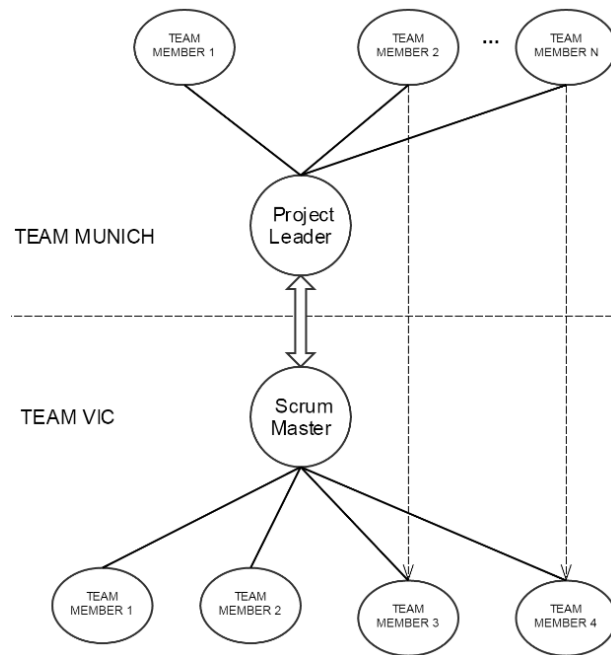 TEAM
MEMBER 1
TEAM
MEMBER 2
...
TEAM
MEMBER N
Project
Leader
TEAM MUNICH
Scrum
Master
TEAM VIC
TEAM
MEMBER 1
TEAM
MEMBER 2
TEAM
MEMBER 3
TEAM
MEMBER 4